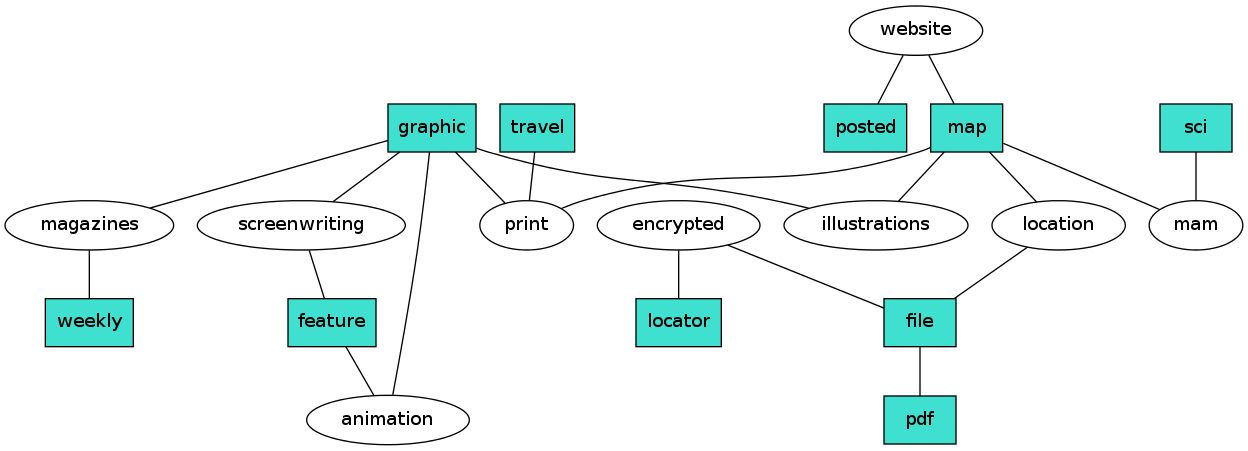 website
graphic
travel
posted
map
sci
magazines
screenwriting
print
encrypted
illustrations
location
mam
weekly
feature
locator
file
animation
pdf